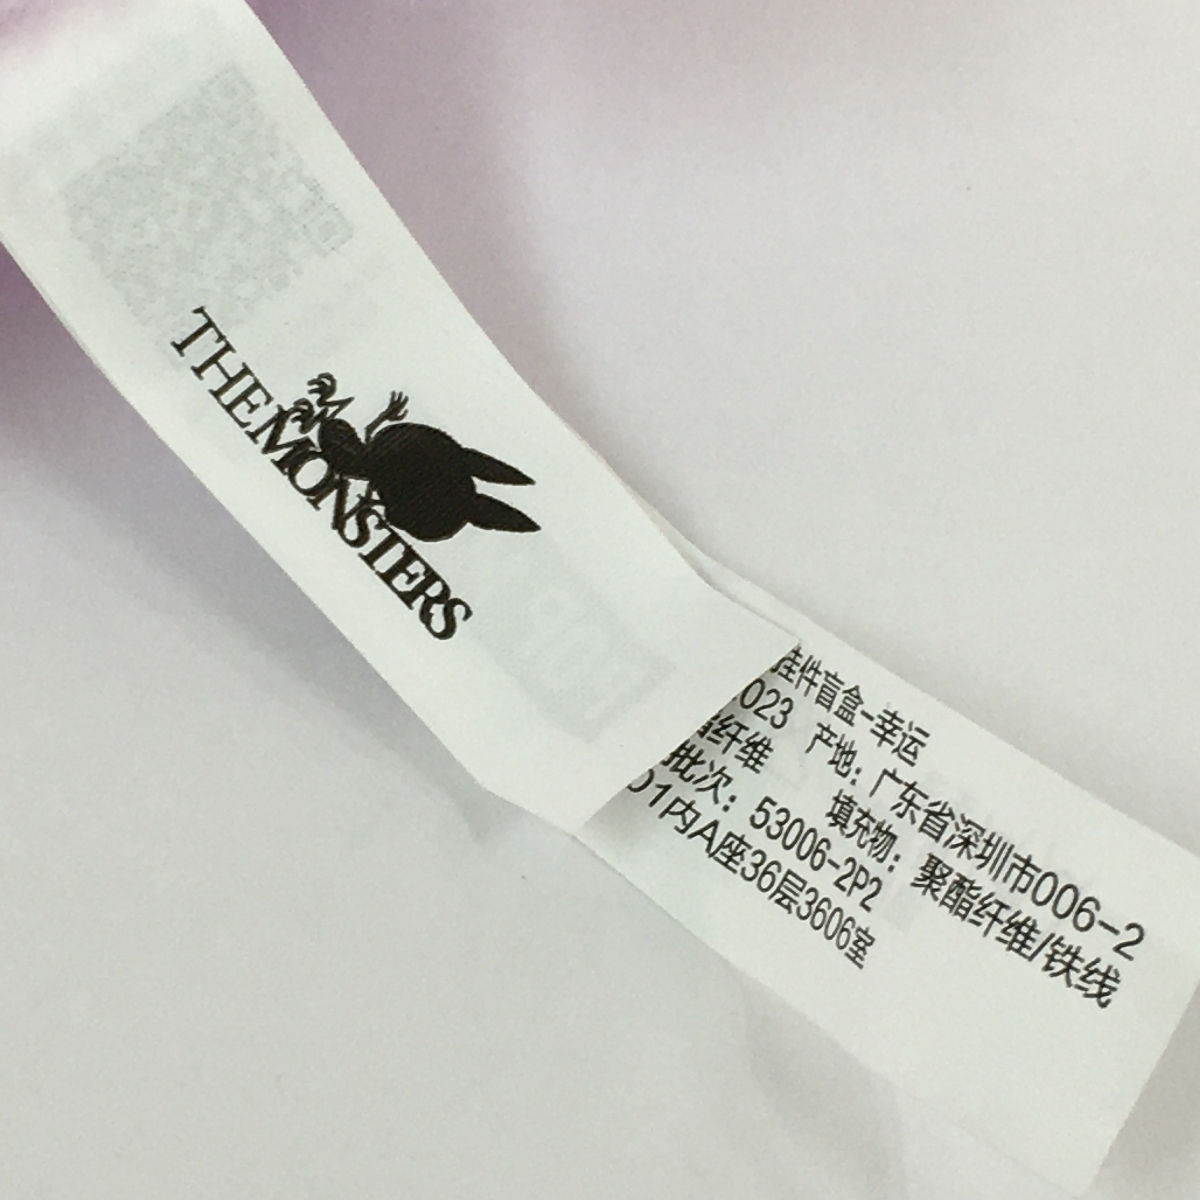 THE MONSTERS
挂件盲盒-幸运
023 产地：广东省深圳市006-2
酯纤维 填充物：聚酯纤维/铁线
批次：53006-2P2
01内A座36层3606室